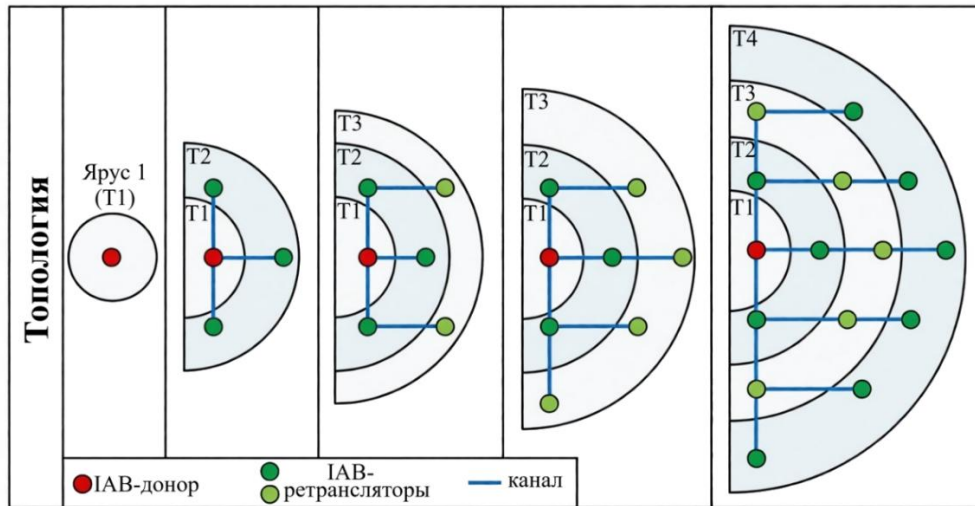 Топология
Ярус 1
(T1)
T2
T1
T3
T2
T1
T3
T2
T1
T4
T3
T2
T1
IAB-донор
IAB-
ретрансляторы
канал